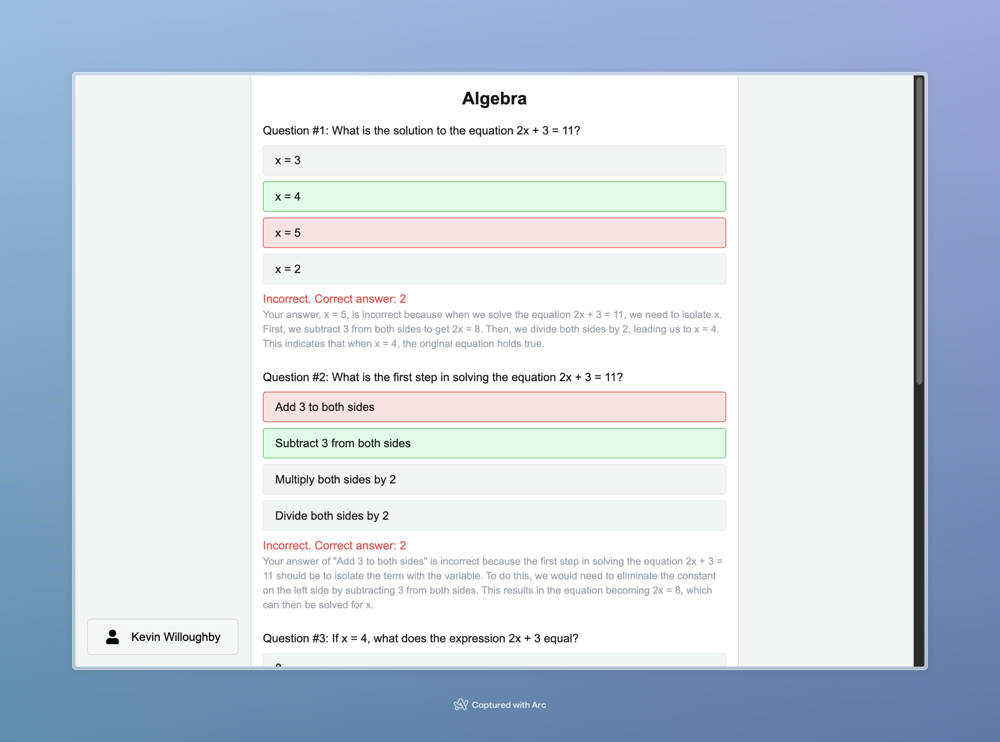 Algebra
Question #1: What is the solution to the equation 2x + 3 = 11?
x = 3
x = 4
x = 5
x = 2
Incorrect. Correct answer: 2
Your answer, x = 5, is incorrect because when we solve the equation 2x + 3 = 11, we need to isolate x.
First, we subtract 3 from both sides to get 2x = 8. Then, we divide both sides by 2, leading us to x = 4.
This indicates that when x = 4, the original equation holds true.
Question #2: What is the first step in solving the equation 2x + 3 = 11?
Add 3 to both sides
Subtract 3 from both sides
Multiply both sides by 2
Divide both sides by 2
Incorrect. Correct answer: 2
Your answer of "Add 3 to both sides" is incorrect because the first step in solving the equation 2x + 3 =
11 should be to isolate the term with the variable. To do this, we would need to eliminate the constant
on the left side by subtracting 3 from both sides. This results in the equation becoming 2x = 8, which
can then be solved for x.
Question #3: If x = 4, what does the expression 2x + 3 equal?
Kevin Willoughby
Captured with Arc